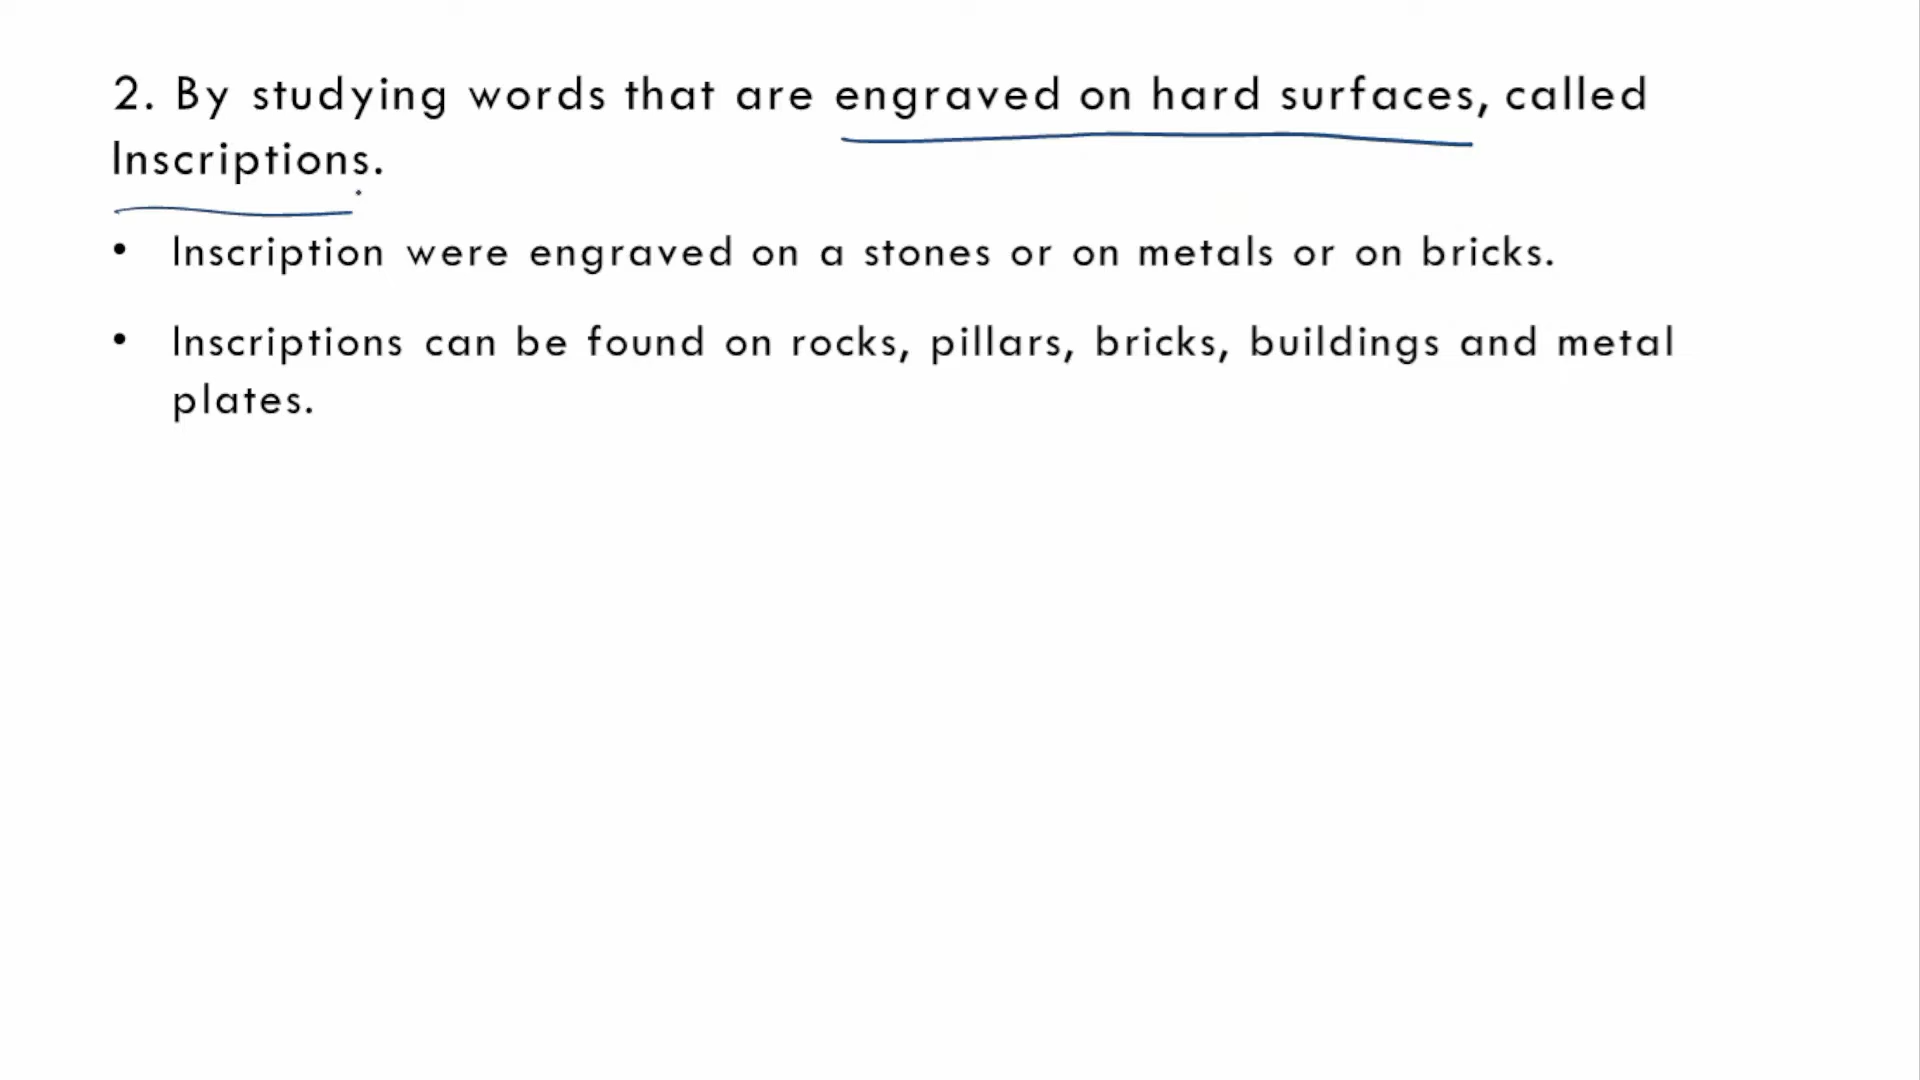 2. By studying words that are engraved on hard surfaces, called
Inscriptions.
• Inscription were engraved on a stones or on metals or on bricks.
• Inscriptions can be found on rocks, pillars, bricks, buildings and metal
plates.